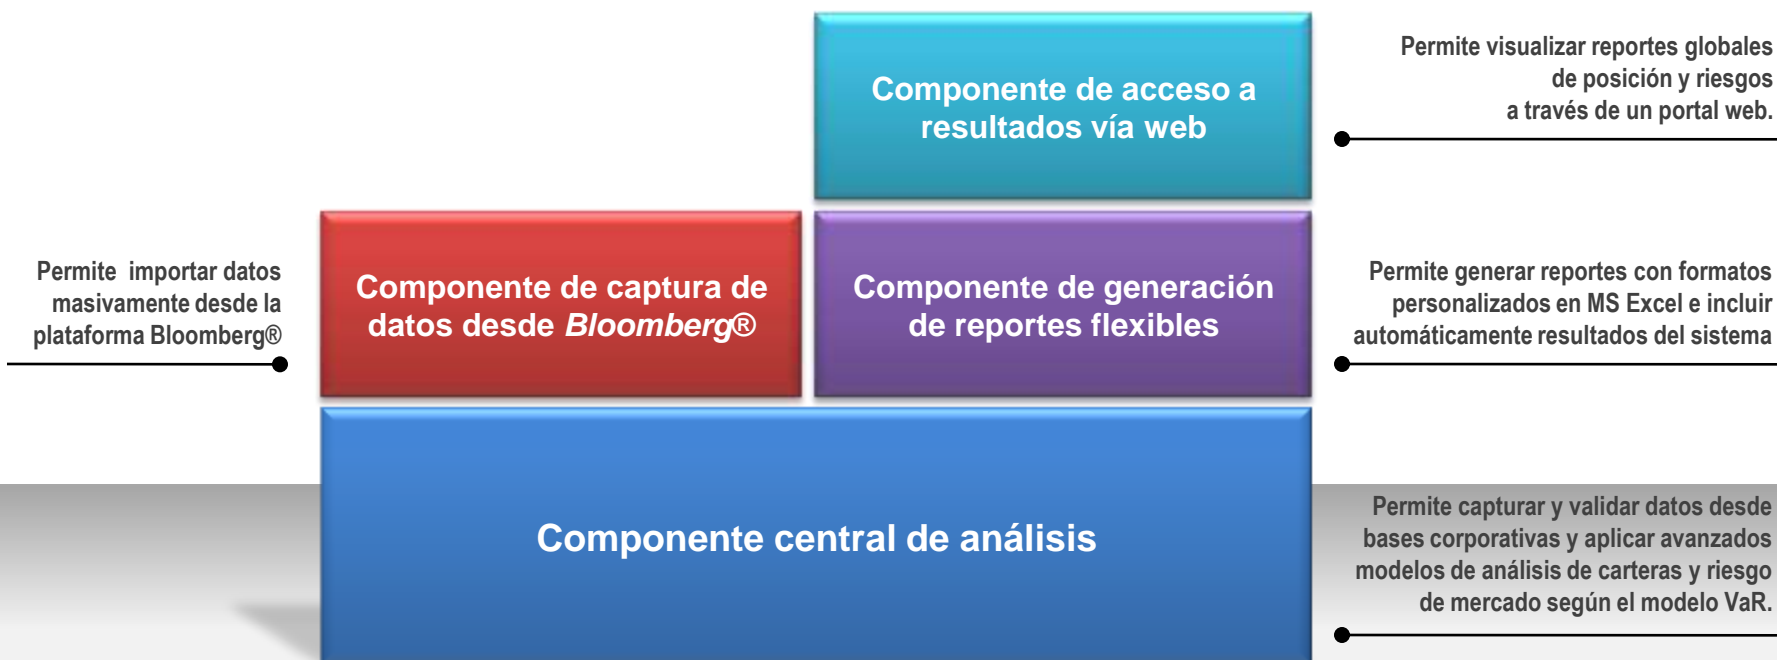 Componente de acceso a
resultados vía web
Permite visualizar reportes globales
de posición y riesgos
a través de un portal web.
Permite importar datos
masivamente desde la
plataforma Bloomberg®
Componente de captura de
datos desde Bloomberg®
Componente de generación
de reportes flexibles
Permite generar reportes con formatos
personalizados en MS Excel e incluir
automáticamente resultados del sistema
Componente central de análisis
Permite capturar y validar datos desde
bases corporativas y aplicar avanzados
modelos de análisis de carteras y riesgo
de mercado según el modelo VaR.